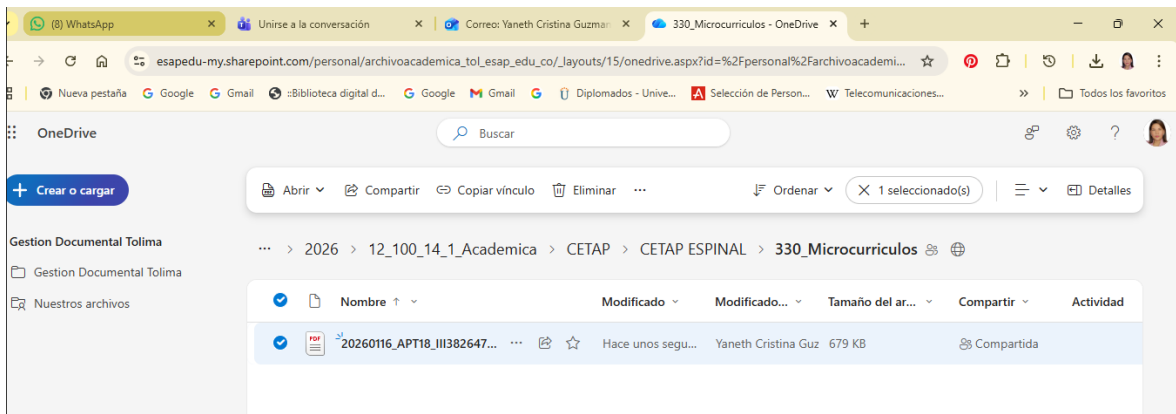 (8) WhatsApp
Unirse a la conversación
Correo: Yaneth Cristina Guzman
330_Microcurriculos - OneDrive
esapedu-my.sharepoint.com/personal/archivoacademica_tol_esap_edu_co/_layouts/15/onedrive.aspx?id=%2Fpersonal%2Farchivoacademi...
Nueva pestaña Google Gmail ::Biblioteca digital d... Google Gmail Diplomados - Unive... Selección de Person... Telecomunicaciones... » Todos los favoritos
OneDrive Buscar
Crear o cargar Abrir Compartir Copiar vínculo Eliminar ... Ordenar 1 seleccionado(s) Detalles
Gestion Documental Tolima
... > 2026 > 12_100_14_1_Academica > CETAP > CETAP ESPINAL > 330_Microcurriculos
Gestion Documental Tolima
Nuestros archivos
Nombre Modificado Modificado... Tamaño del ar... Compartir Actividad
PDF 20260116_APT18_III382647... ... Hace unos segu... Yaneth Cristina Guz 679 KB Compartida